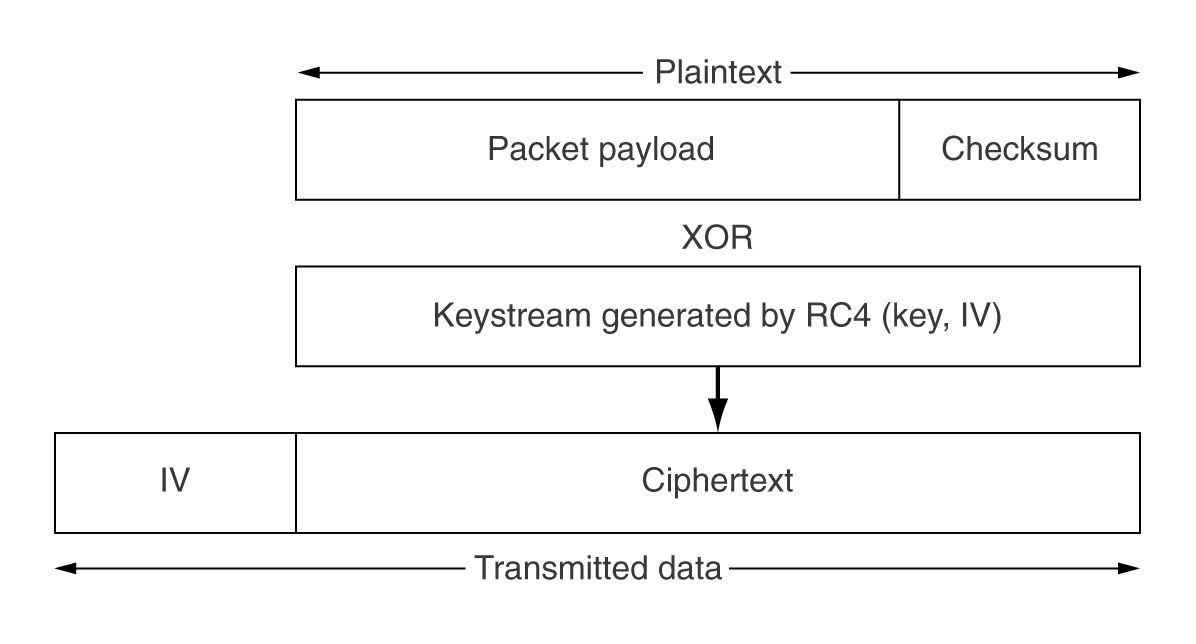 Plaintext
Packet payload
Checksum
XOR
Keystream generated by RC4 (key, IV)
IV
Ciphertext
Transmitted data